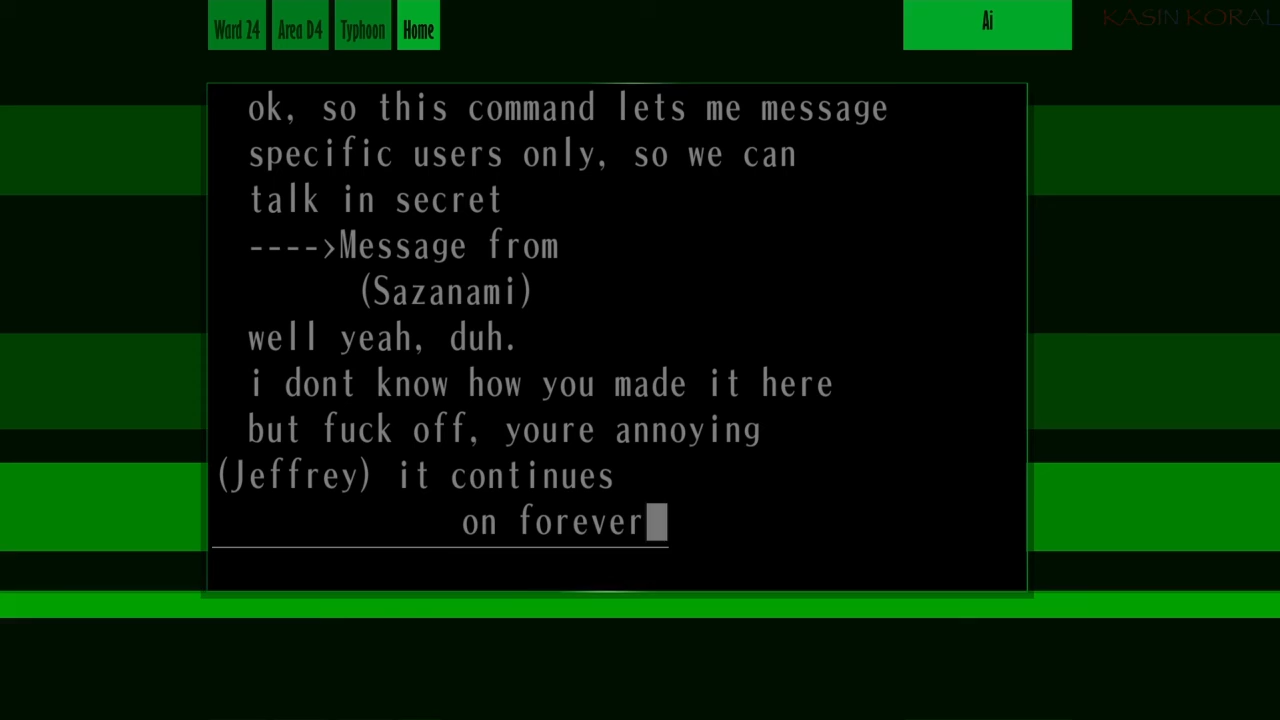 Ward 24 Area D4 Typhoon Home Ai KASIN KORAL
ok, so this command lets me message
specific users only, so we can
talk in secret
---->Message from
(Sazanami)
well yeah, duh.
i dont know how you made it here
but fuck off, youre annoying
(Jeffrey) it continues
on forever